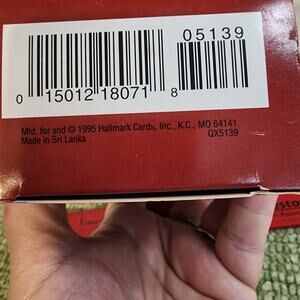 05139
0 15012 18071 8
Mfd. for and © 1995 Hallmark Cards, Inc., K.C., MO 64141
Made in Sri Lanka
QX5139